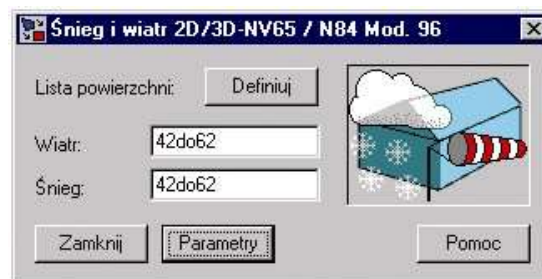 Śnieg i wiatr 2D/3D-NV65 / N84 Mod. 96
Lista powierzchni: Definiuj
Wiatr: 42do62
Śnieg: 42do62
Zamknij Parametry Pomoc